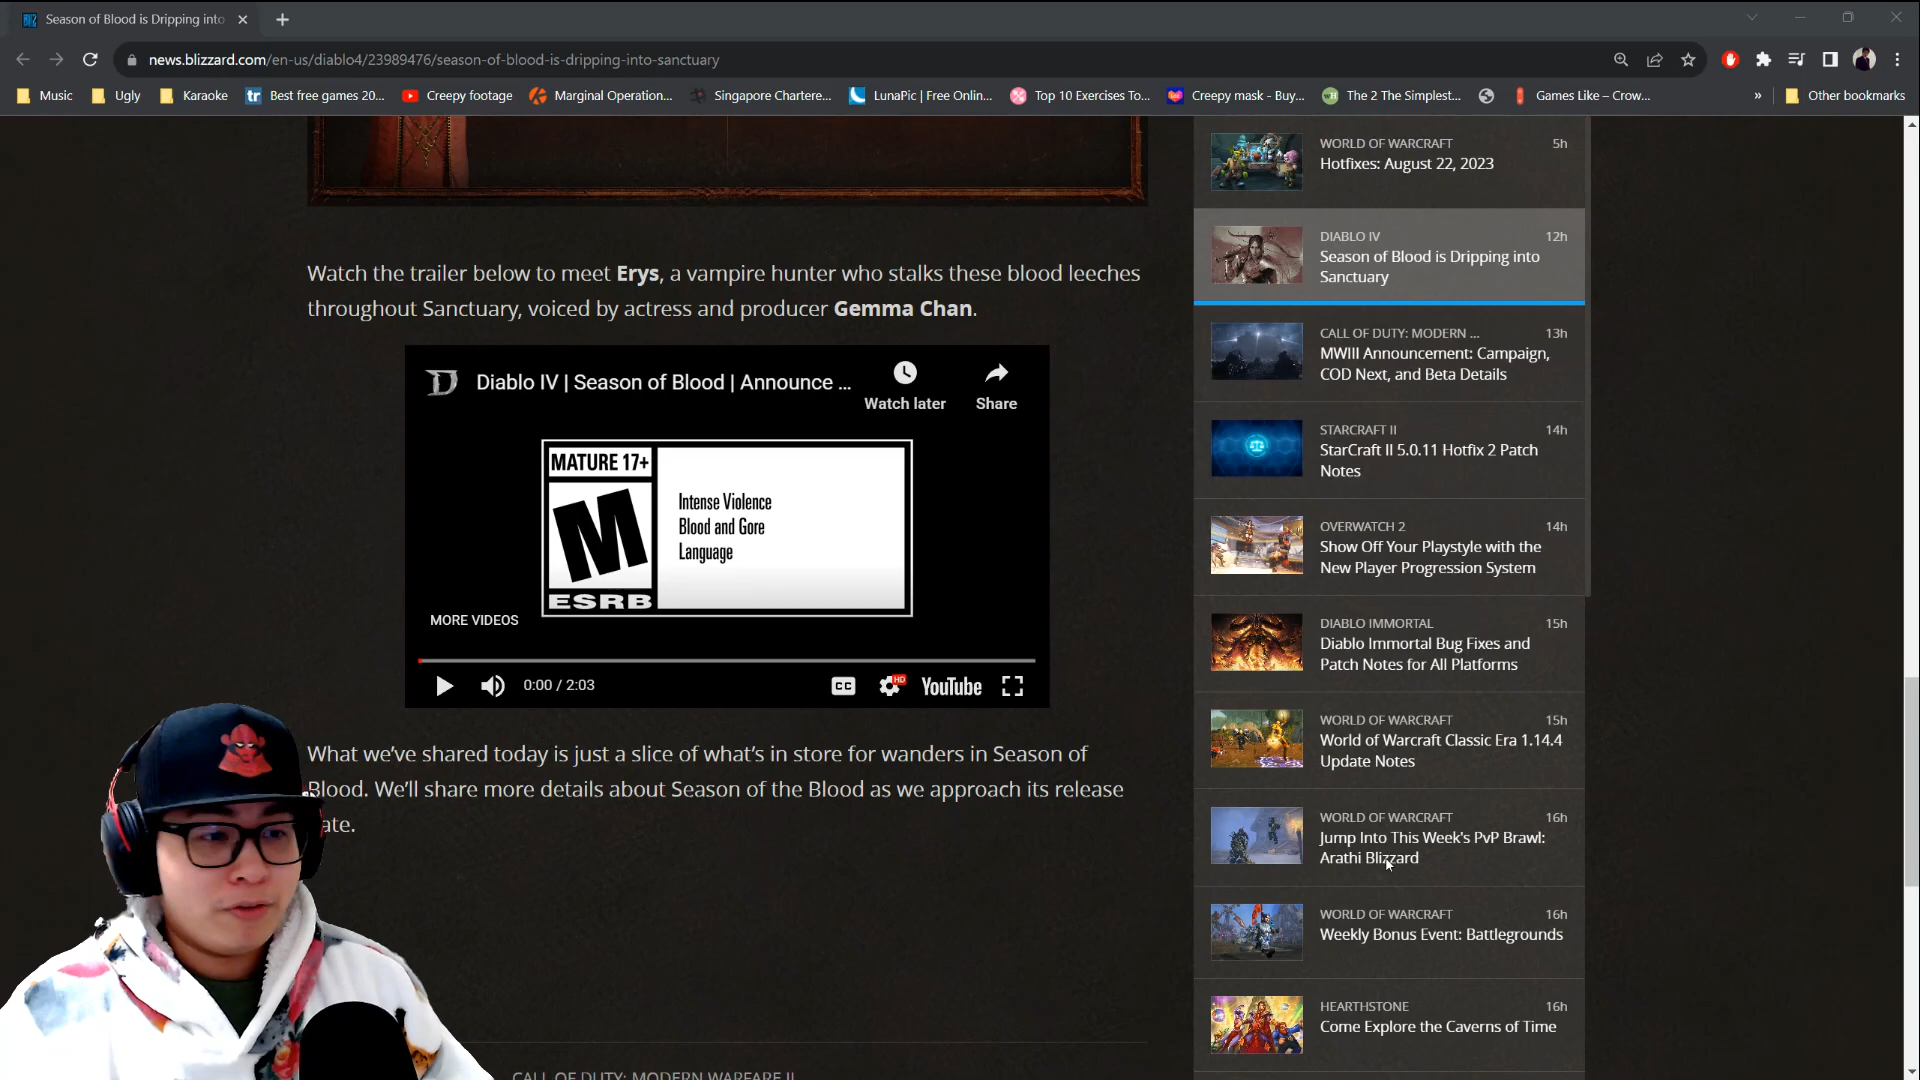 Season of Blood is Dripping into
news.blizzard.com/en-us/diablo4/23989476/season-of-blood-is-dripping-into-sanctuary
Music
Ugly
Karaoke
tr
Best free games 20...
Creepy footage
Marginal Operation...
Singapore Chartere...
LunaPic | Free Onlin...
Top 10 Exercises To...
Creepy mask - Buy...
wH
The 2 The Simplest...
Games Like – Crow...
»
Other bookmarks
Watch the trailer below to meet Erys, a vampire hunter who stalks these blood leeches
throughout Sanctuary, voiced by actress and producer Gemma Chan.
Diablo IV | Season of Blood | Announce ...
Watch later
Share
MATURE 17+
M
ESRB
Intense Violence
Blood and Gore
Language
MORE VIDEOS
0:00 / 2:03
CC
HD
YouTube
What we’ve shared today is just a slice of what’s in store for wanders in Season of
Blood. We’ll share more details about Season of the Blood as we approach its release
ate.
CALL OF DUTY: MODERN WARFARE II
WORLD OF WARCRAFT 5h
Hotfixes: August 22, 2023
DIABLO IV 12h
Season of Blood is Dripping into
Sanctuary
CALL OF DUTY: MODERN ... 13h
MWIII Announcement: Campaign,
COD Next, and Beta Details
STARCRAFT II 14h
StarCraft II 5.0.11 Hotfix 2 Patch
Notes
OVERWATCH 2 14h
Show Off Your Playstyle with the
New Player Progression System
DIABLO IMMORTAL 15h
Diablo Immortal Bug Fixes and
Patch Notes for All Platforms
WORLD OF WARCRAFT 15h
World of Warcraft Classic Era 1.14.4
Update Notes
WORLD OF WARCRAFT 16h
Jump Into This Week's PvP Brawl:
Arathi Blizzard
WORLD OF WARCRAFT 16h
Weekly Bonus Event: Battlegrounds
HEARTHSTONE 16h
Come Explore the Caverns of Time